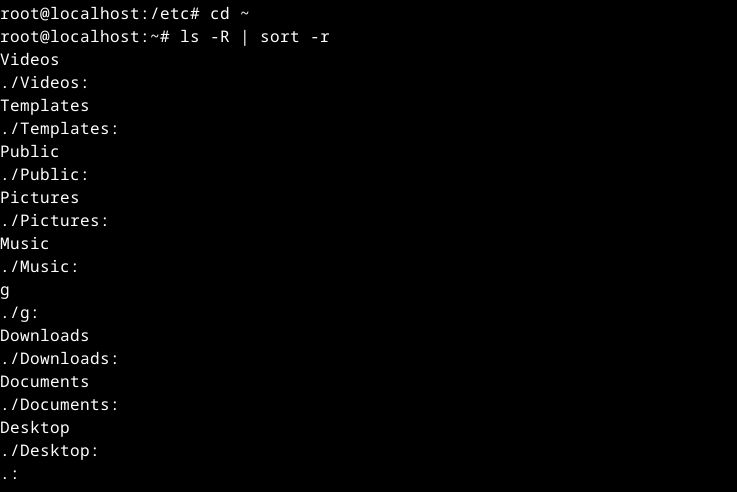 root@localhost:/etc# cd ~
root@localhost:~# ls -R | sort -r
Videos
./Videos:
Templates
./Templates:
Public
./Public:
Pictures
./Pictures:
Music
./Music:
g
./g:
Downloads
./Downloads:
Documents
./Documents:
Desktop
./Desktop:
.: